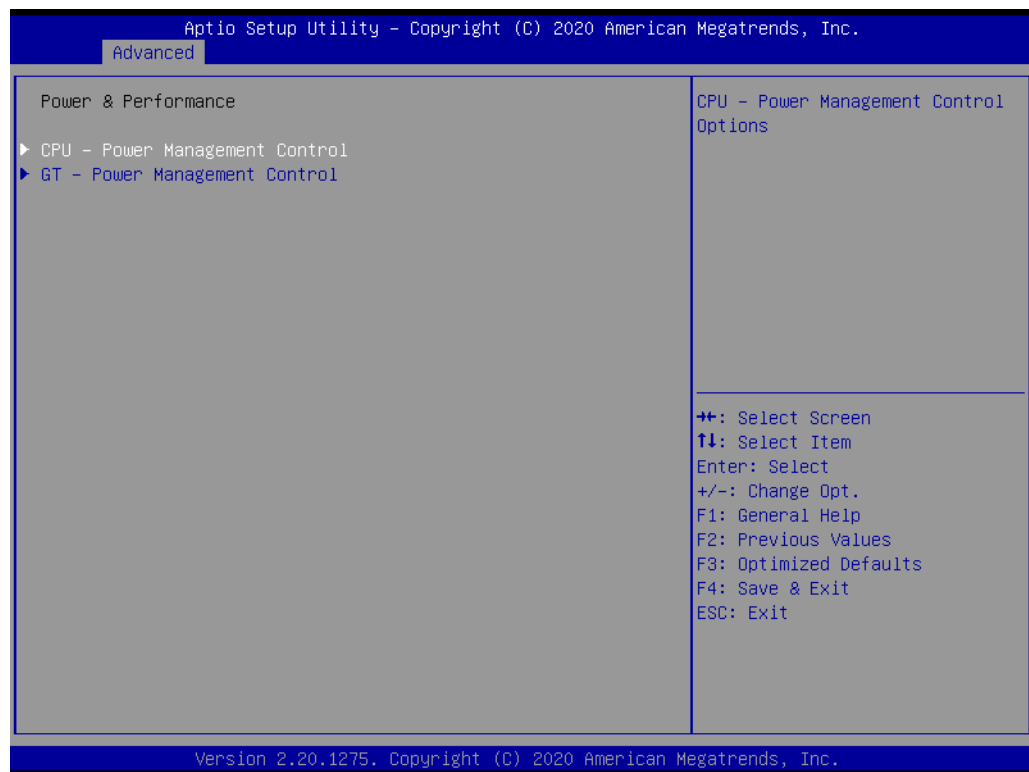 Aptio Setup Utility – Copyright (C) 2020 American Megatrends, Inc.
Advanced
Power & Performance
CPU – Power Management Control
GT – Power Management Control
CPU – Power Management Control
Options
→←: Select Screen
↑↓: Select Item
Enter: Select
+/-: Change Opt.
F1: General Help
F2: Previous Values
F3: Optimized Defaults
F4: Save & Exit
ESC: Exit
Version 2.20.1275. Copyright (C) 2020 American Megatrends, Inc.